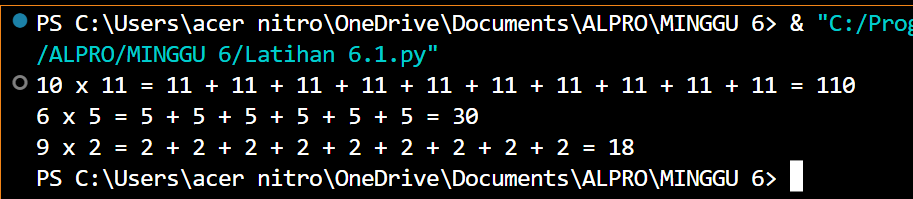 PS C:\Users\acer nitro\OneDrive\Documents\ALPRO\MINGGU 6> & "C:/Prog
/ALPRO/MINGGU 6/Latihan 6.1.py"
10 x 11 = 11 + 11 + 11 + 11 + 11 + 11 + 11 + 11 + 11 + 11 = 110
6 x 5 = 5 + 5 + 5 + 5 + 5 + 5 = 30
9 x 2 = 2 + 2 + 2 + 2 + 2 + 2 + 2 + 2 + 2 = 18
PS C:\Users\acer nitro\OneDrive\Documents\ALPRO\MINGGU 6>